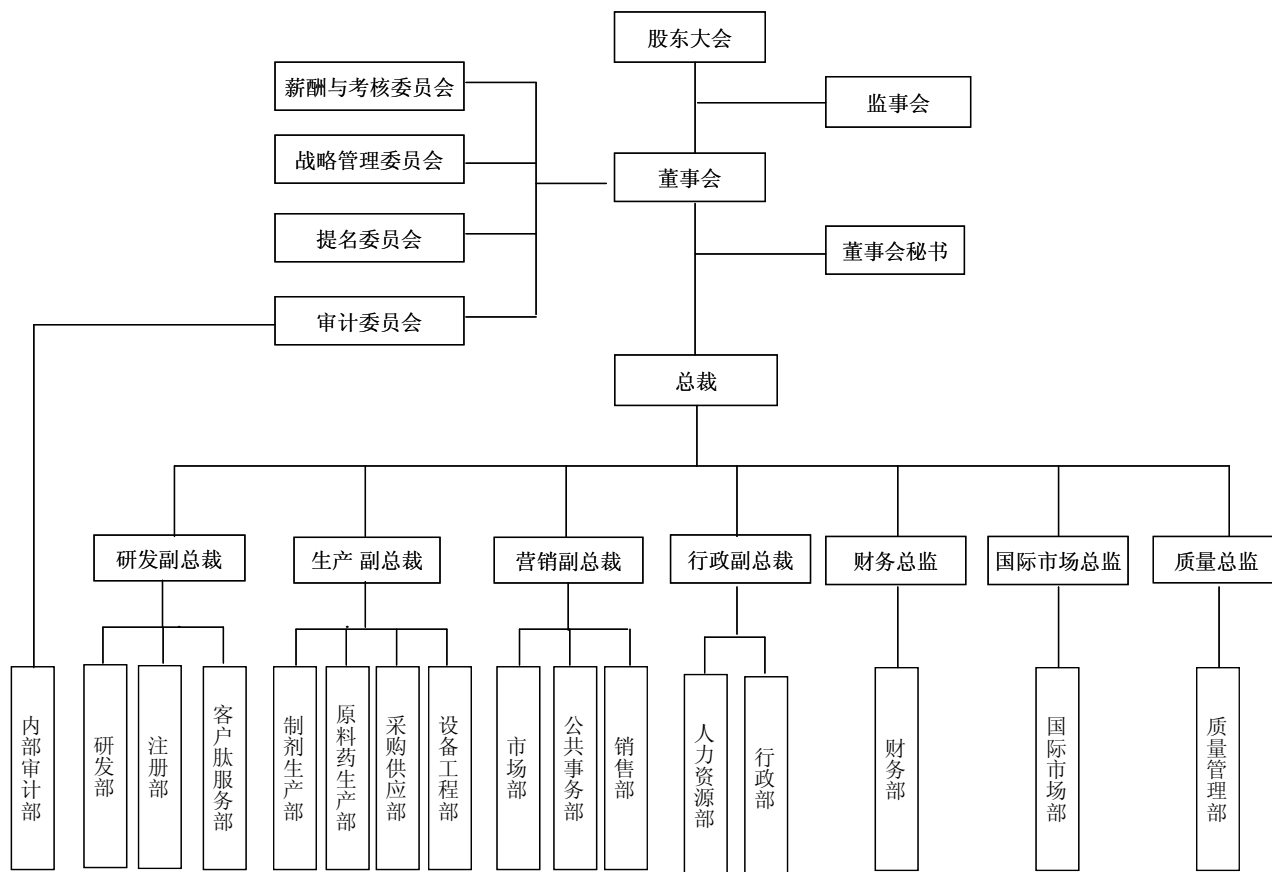 股东大会
薪酬与考核委员会
监事会
战略管理委员会
董事会
提名委员会
董事会秘书
审计委员会
总裁
研发副总裁
生产 副总裁
营销副总裁
行政副总裁
财务总监
国际市场总监
质量总监
内部审计部
研发部
注册部
客户肽服务部
制剂生产部
原料药生产部
采购供应部
设备工程部
市场部
公共事务部
销售部
人力资源部
行政部
财务部
国际市场部
质量管理部